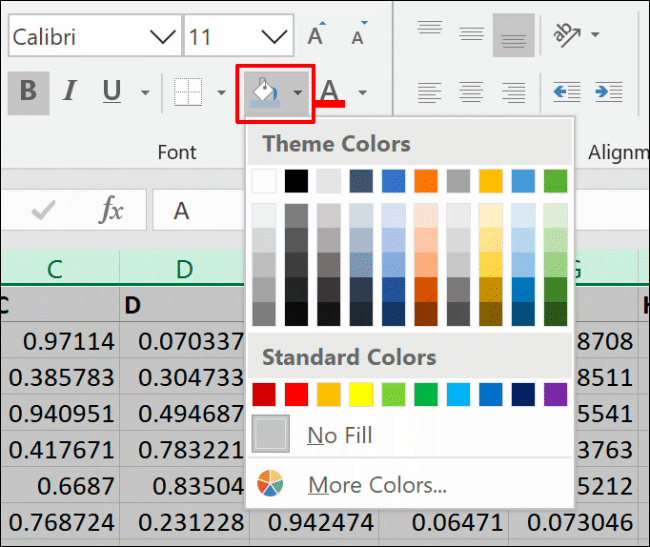 Calibri 11 A A
B I U A
Font Alignm
fx A
Theme Colors
C D G
C D H
0.97114 0.070337 8708
0.385783 0.304733 8511
0.940951 0.494687 5541
0.417671 0.783221 3763
0.6687 0.83504 5212
0.768724 0.231228 0.942474 0.06471 0.073046
Standard Colors
No Fill
More Colors...